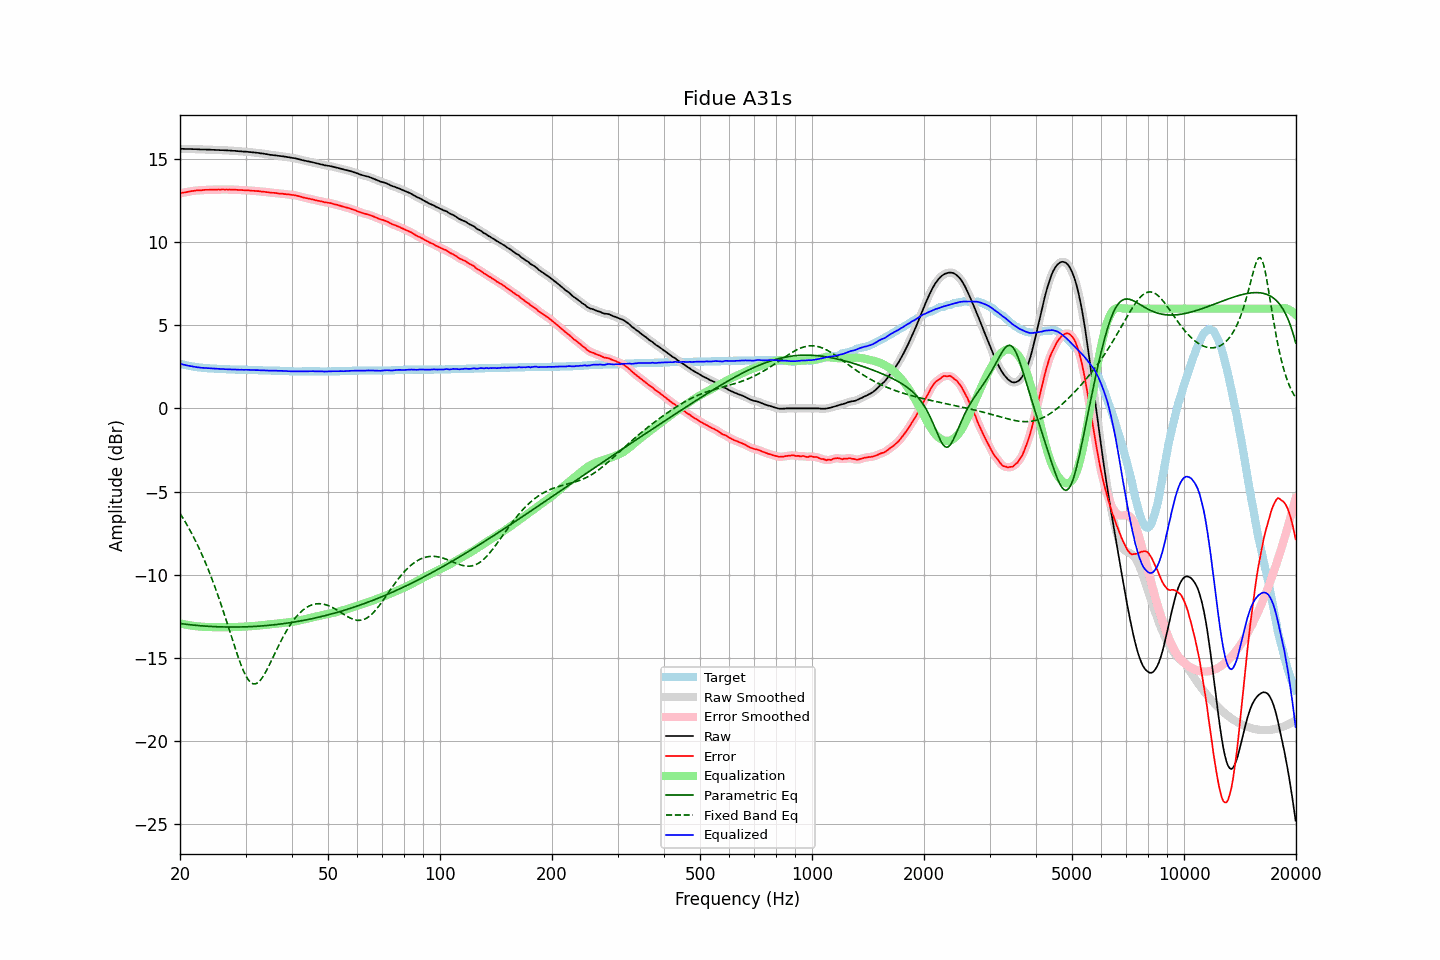 Fidue A31s
Amplitude (dBr)
15
10
5
0
−5
−10
−15
−20
−25
Target
Raw Smoothed
Error Smoothed
Raw
Error
Equalization
Parametric Eq
Fixed Band Eq
Equalized
20 50 100 200 500 1000 2000 5000 10000 20000
Frequency (Hz)